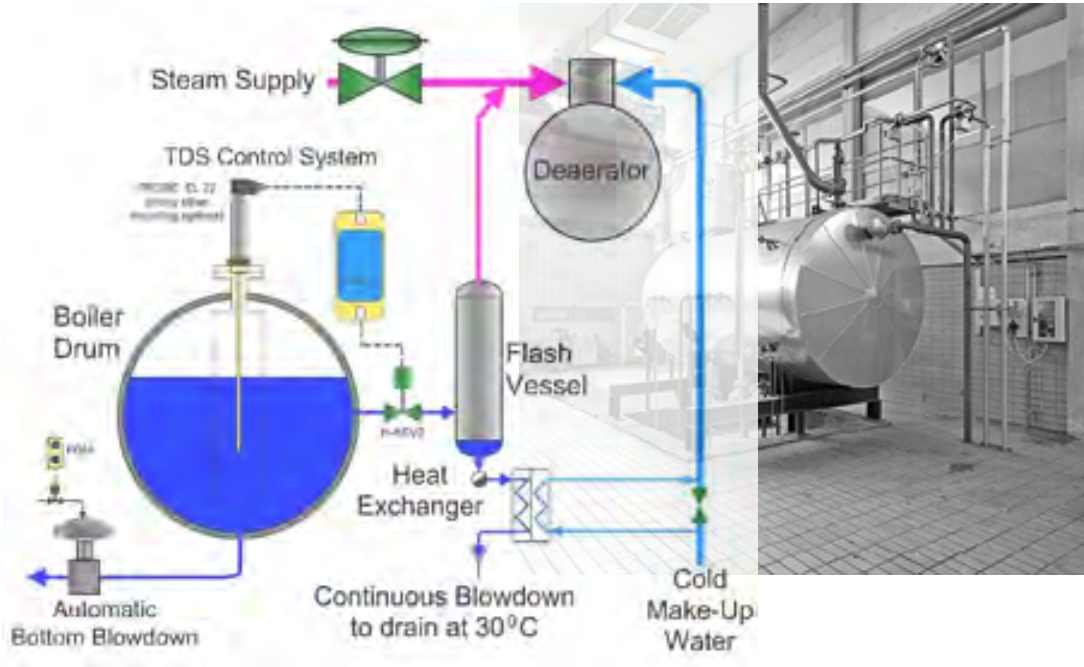 Steam Supply
TDS Control System
Deaerator
Boiler
Drum
Flash
Vessel
Heat
Exchanger
Continuous Blowdown
to drain at 30⁰C
Cold
Make-Up
Water
Automatic
Bottom Blowdown